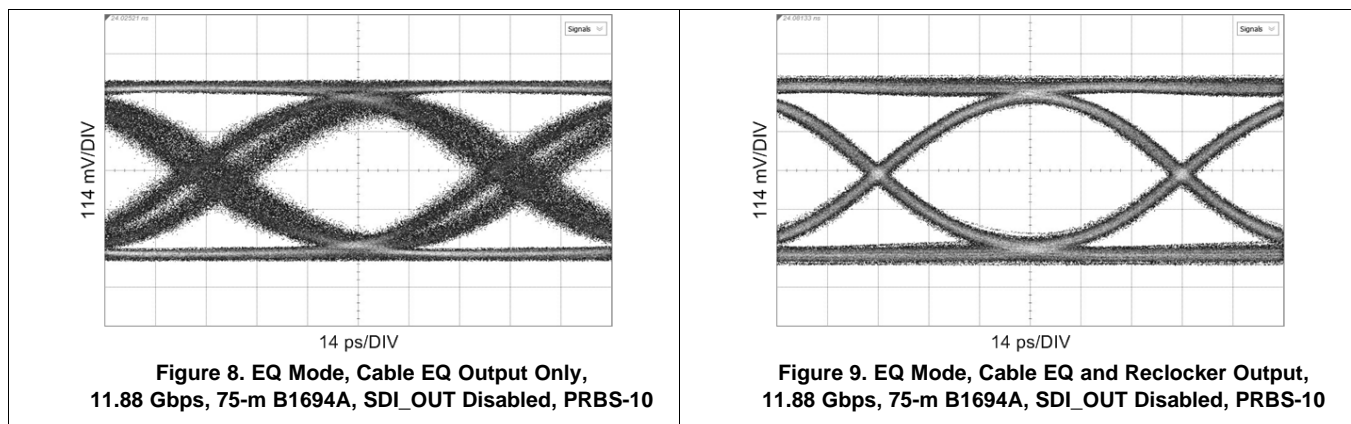 24.02521 ns
Signals
114 mV/DIV
14 ps/DIV
Figure 8. EQ Mode, Cable EQ Output Only,
11.88 Gbps, 75-m B1694A, SDI_OUT Disabled, PRBS-10
24.08133 ns
Signals
114 mV/DIV
14 ps/DIV
Figure 9. EQ Mode, Cable EQ and Reclocker Output,
11.88 Gbps, 75-m B1694A, SDI_OUT Disabled, PRBS-10